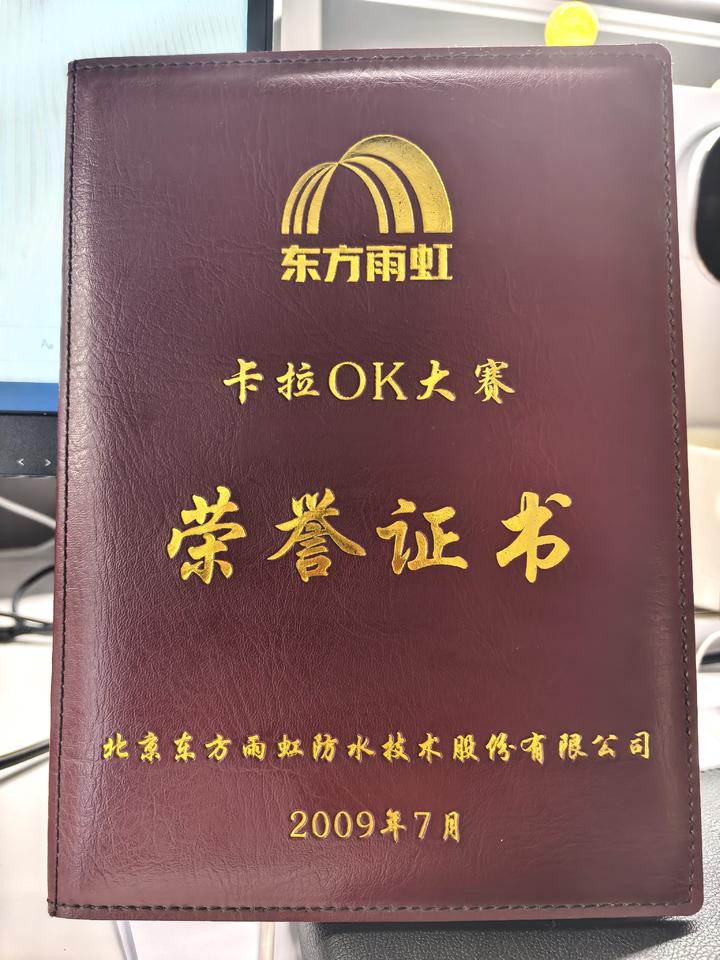 东方雨虹
卡拉OK大赛
荣誉证书
北京东方雨虹防水技术股份有限公司
2009年7月